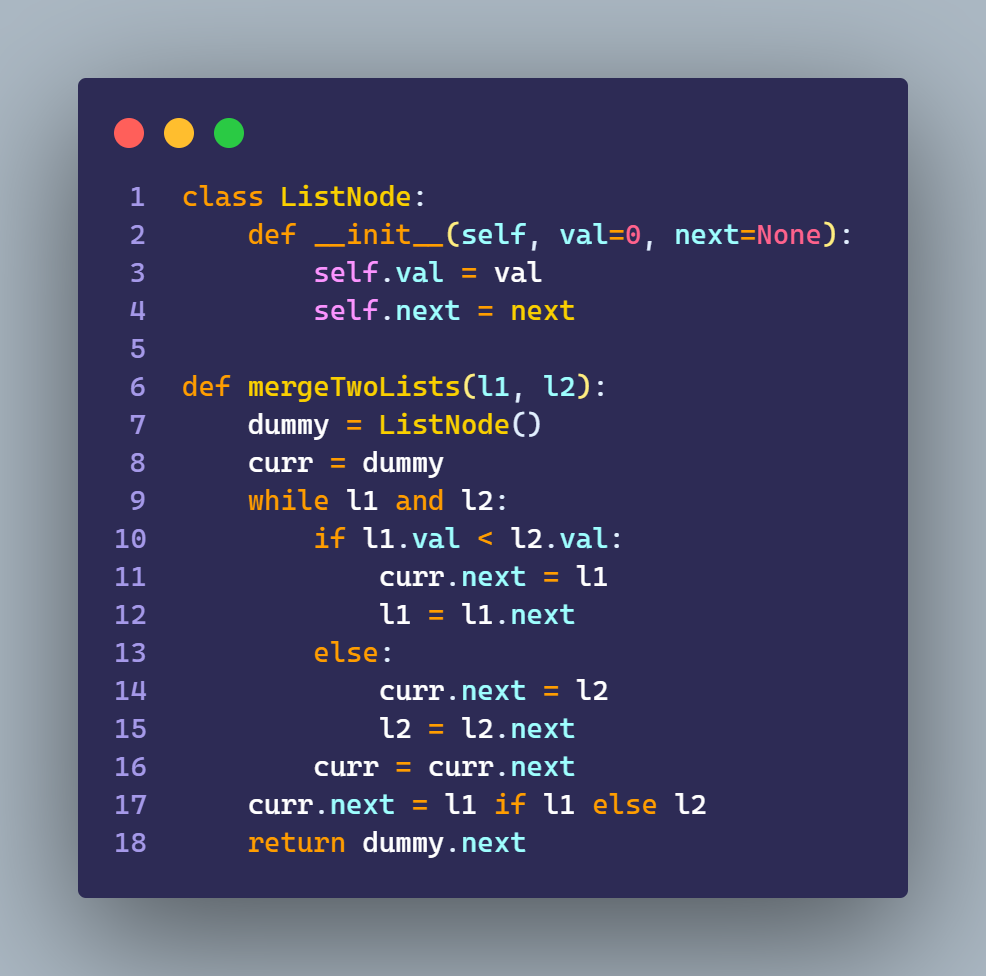 1 class ListNode:
2     def __init__(self, val=0, next=None):
3         self.val = val
4         self.next = next
5
6 def mergeTwoLists(l1, l2):
7     dummy = ListNode()
8     curr = dummy
9     while l1 and l2:
10         if l1.val < l2.val:
11             curr.next = l1
12             l1 = l1.next
13         else:
14             curr.next = l2
15             l2 = l2.next
16         curr = curr.next
17     curr.next = l1 if l1 else l2
18     return dummy.next